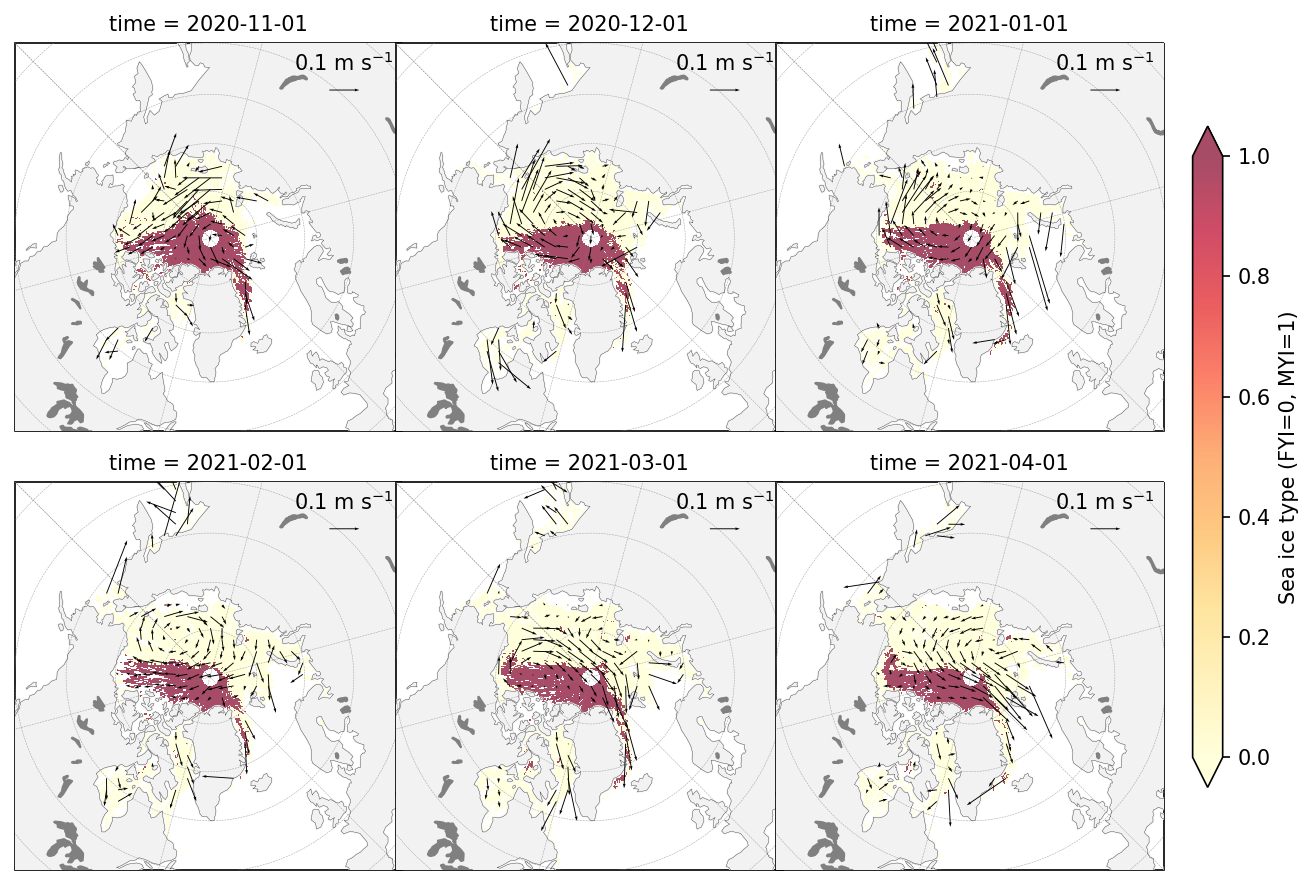 time = 2020-11-01
time = 2020-12-01
time = 2021-01-01
0.1 m s⁻¹
0.1 m s⁻¹
0.1 m s⁻¹
time = 2021-02-01
time = 2021-03-01
time = 2021-04-01
0.1 m s⁻¹
0.1 m s⁻¹
0.1 m s⁻¹
1.0
0.8
0.6
0.4
0.2
0.0
Sea ice type (FYI=0, MYI=1)